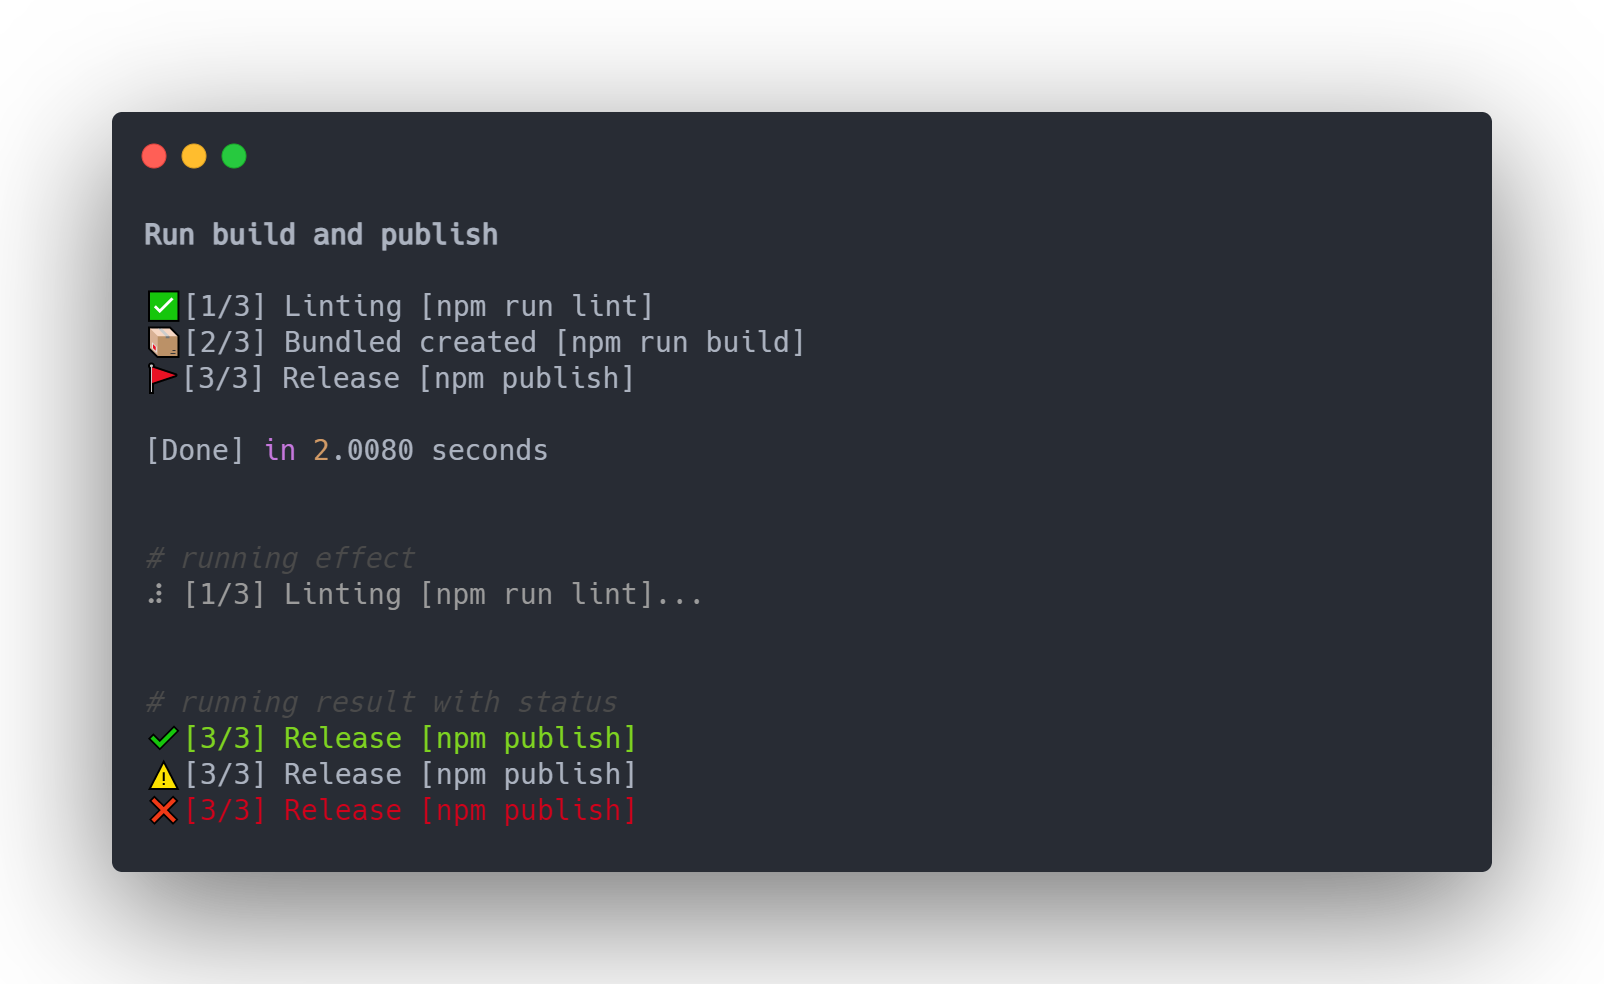 Run build and publish
✅[1/3] Linting [npm run lint]
📦[2/3] Bundled created [npm run build]
🚩[3/3] Release [npm publish]
[Done] in 2.0080 seconds
# running effect
⠼ [1/3] Linting [npm run lint]...
# running result with status
✔[3/3] Release [npm publish]
⚠[3/3] Release [npm publish]
❌[3/3] Release [npm publish]